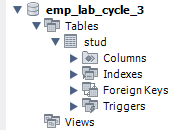 emp_lab_cycle_3
Tables
stud
Columns
Indexes
Foreign Keys
Triggers
Views